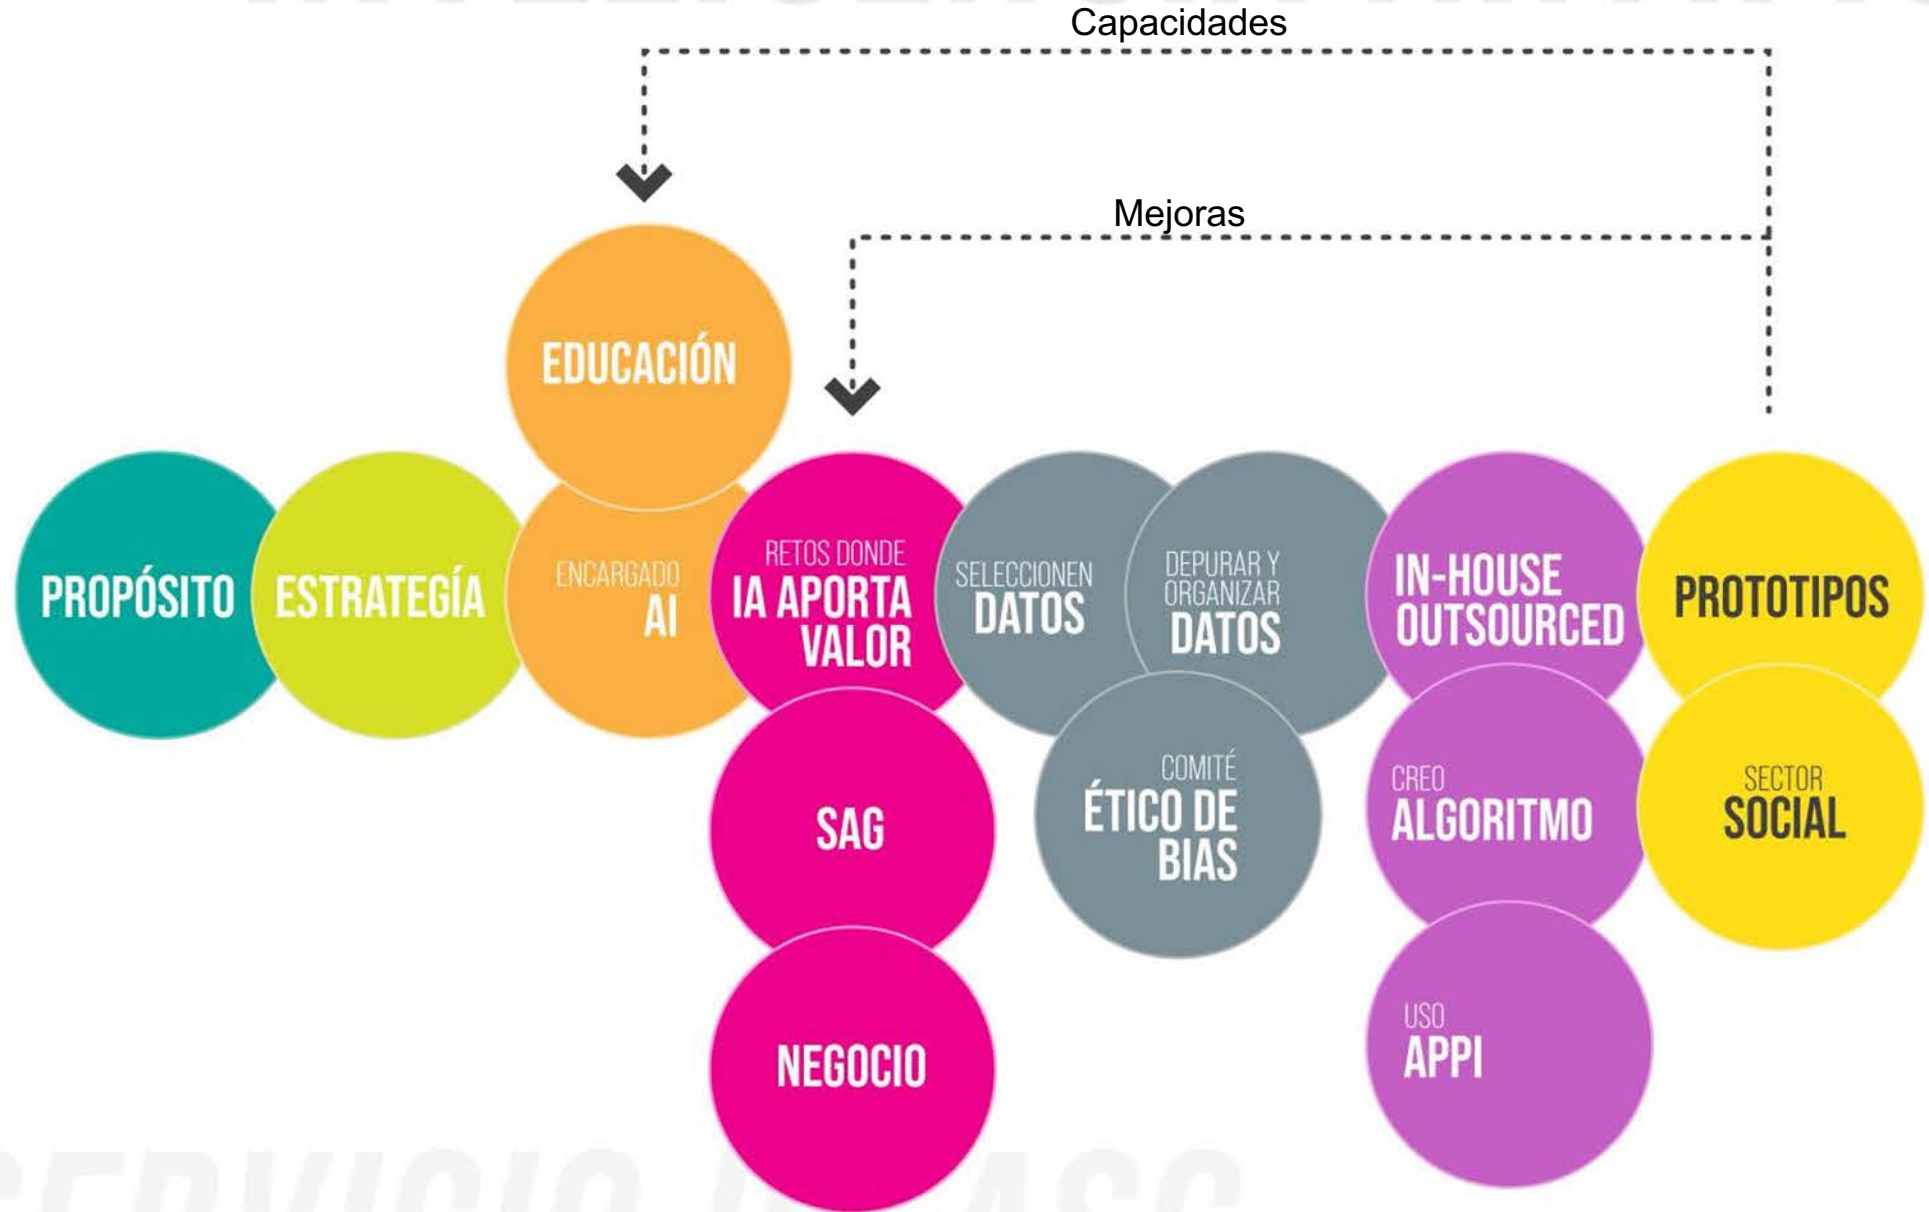 Capacidades
Mejoras
EDUCACIÓN
PROPÓSITO
ESTRATEGÍA
ENCARGADO
AI
RETOS DONDE
IA APORTA
VALOR
SELECCIONEN
DATOS
DEPURAR Y
ORGANIZAR
DATOS
IN-HOUSE
OUTSOURCED
PROTOTIPOS
SAG
COMITÉ
ÉTICO DE
BIAS
CREO
ALGORITMO
SECTOR
SOCIAL
NEGOCIO
USO
APPI